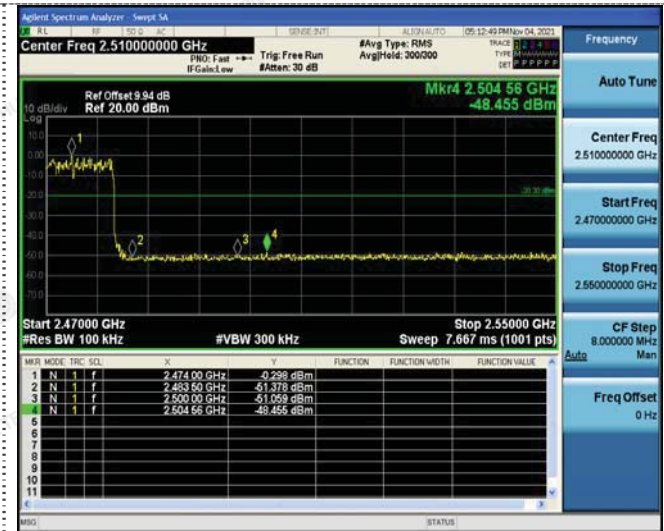 Agilent Spectrum Analyzer - Swept SA
RL RF 50 Ω AC SENSE:INT ALIGNAUTO 05:12:49 PM Nov 04, 2021
Center Freq 2.510000000 GHz
#Avg Type: RMS
Avg|Hold: 300/300
PNO: Fast
IFGain:Low
Trig: Free Run
#Atten: 30 dB
TRACE 1 2 3 4 5 6
TYPE M
DET P P P P P P
Mkr4 2.504 56 GHz
-48.455 dBm
Ref Offset 9.94 dB
10 dB/div Ref 20.00 dBm
Log
10.0
0.00
-10.0
-20.0
-30.0
-40.0
-50.0
-60.0
-70.0
1
2
3
4
Start 2.47000 GHz
Stop 2.55000 GHz
#Res BW 100 kHz #VBW 300 kHz Sweep 7.667 ms (1001 pts)
MKR MODE TRC SCL X Y FUNCTION FUNCTION WIDTH FUNCTION VALUE
1 N 1 f 2.474 00 GHz -0.298 dBm
2 N 1 f 2.483 50 GHz -51.378 dBm
3 N 1 f 2.500 00 GHz -51.059 dBm
4 N 1 f 2.504 56 GHz -48.455 dBm
5
6
7
8
9
10
11
MSG STATUS
Frequency
Auto Tune
Center Freq
2.510000000 GHz
Start Freq
2.470000000 GHz
Stop Freq
2.550000000 GHz
CF Step
8.000000 MHz
Auto Man
Freq Offset
0 Hz